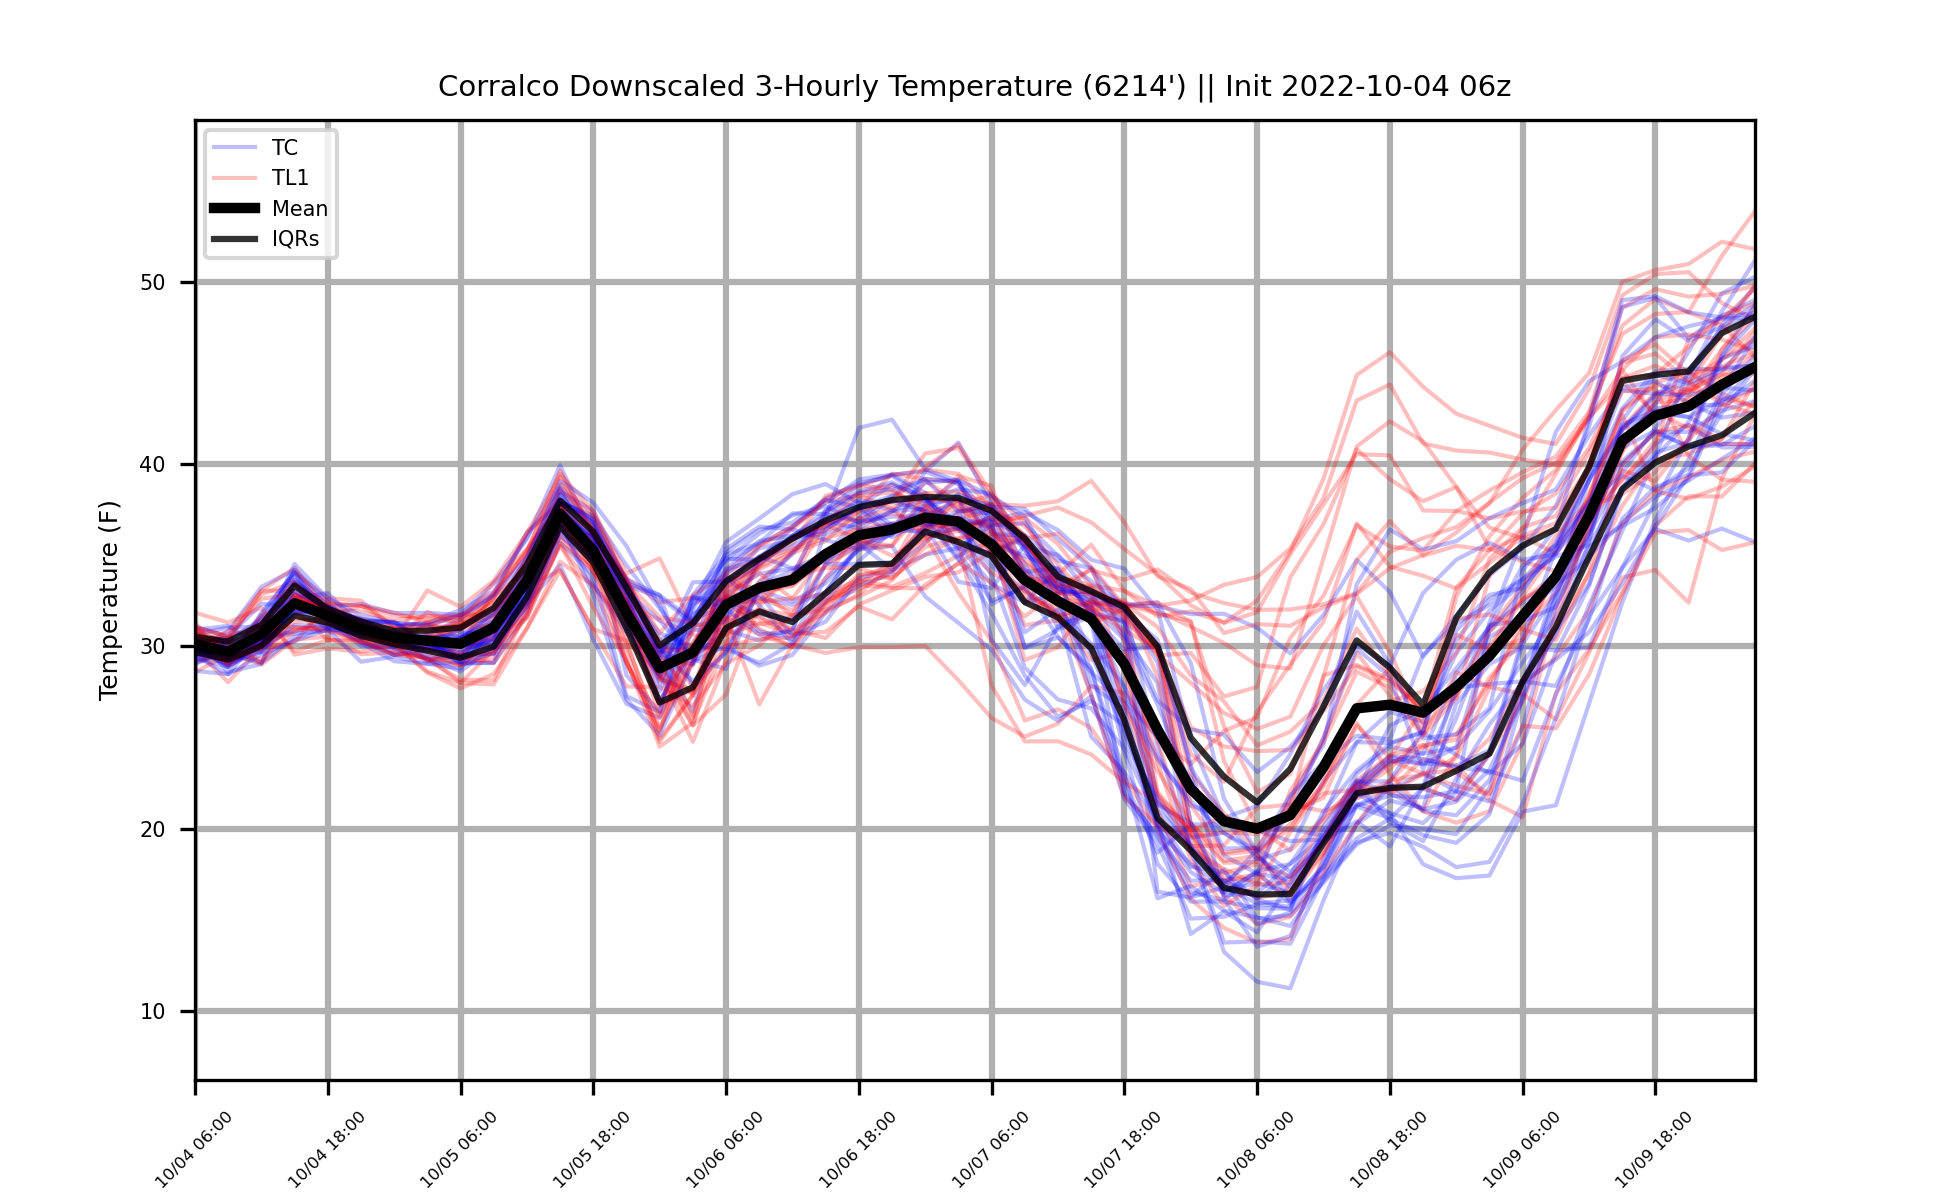 Corralco Downscaled 3-Hourly Temperature (6214') || Init 2022-10-04 06z
TC
TL1
Mean
IQRs
Temperature (F)
50
40
30
20
10
10/04 06:00
10/04 18:00
10/05 06:00
10/05 18:00
10/06 06:00
10/06 18:00
10/07 06:00
10/07 18:00
10/08 06:00
10/08 18:00
10/09 06:00
10/09 18:00